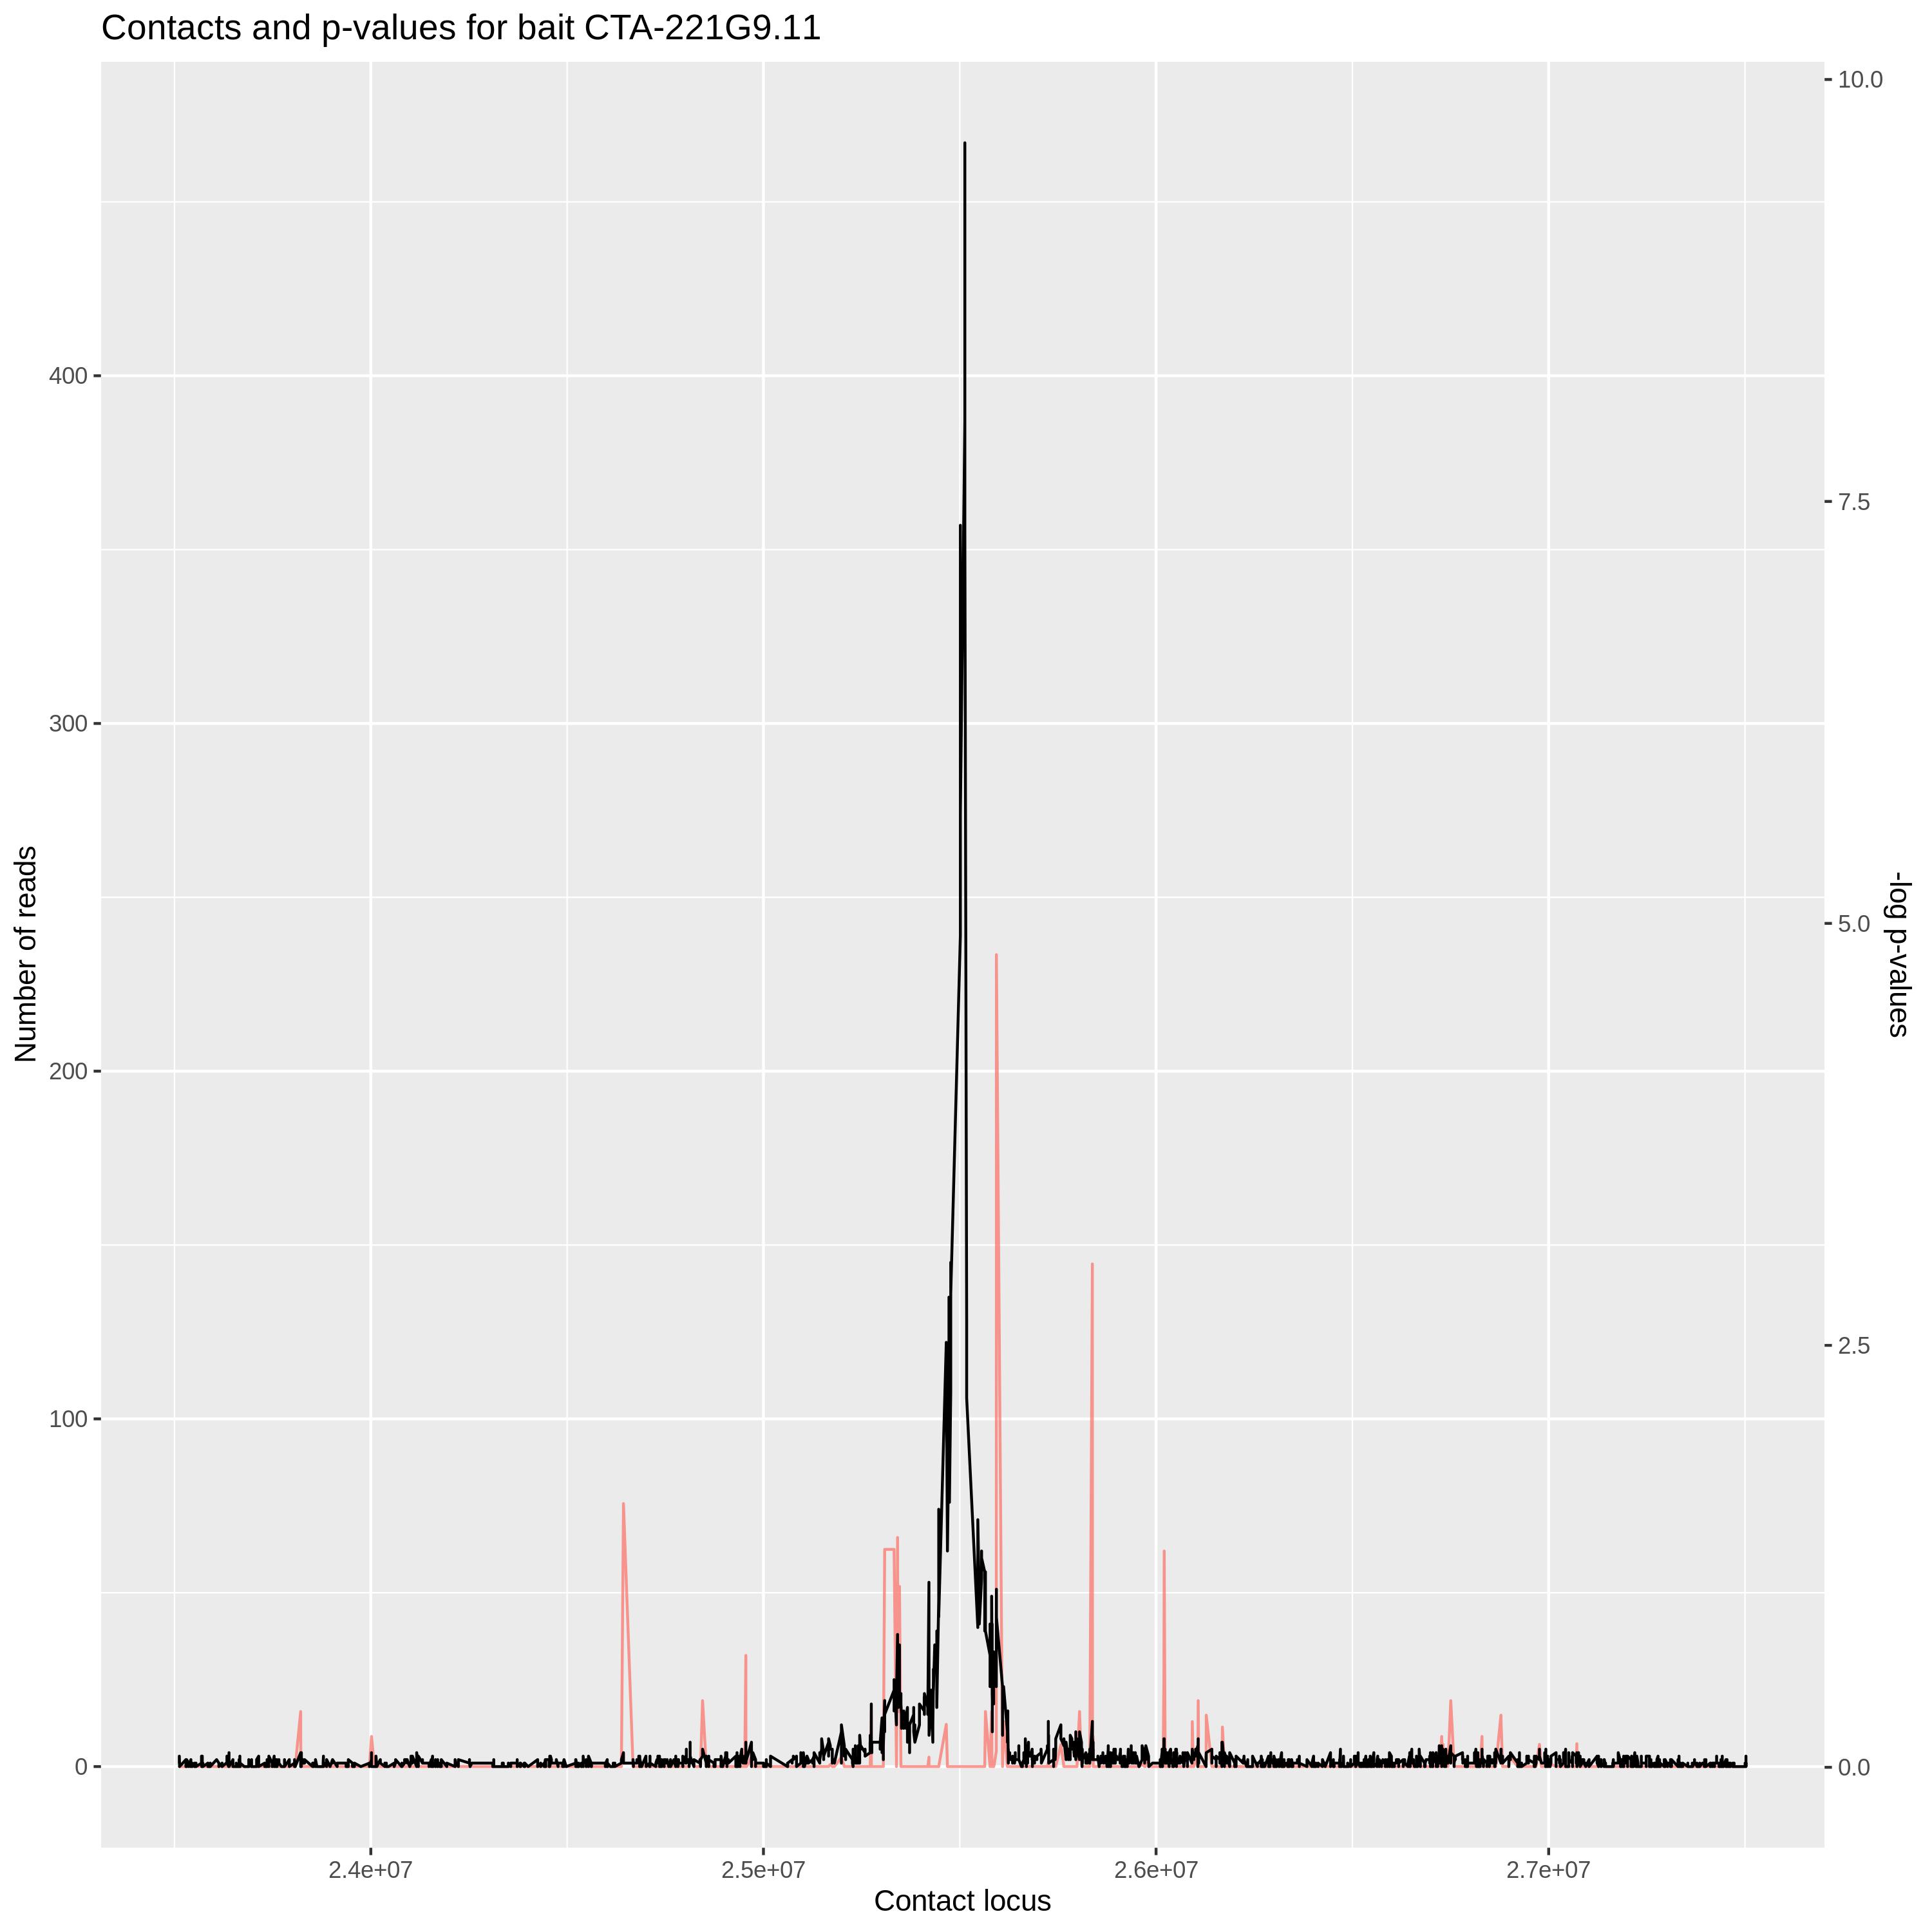 Contacts and p-values for bait CTA-221G9.11
10.0
7.5
5.0
2.5
0.0
400
300
200
100
0
Number of reads
-log p-values
2.4e+07
2.5e+07
2.6e+07
2.7e+07
Contact locus